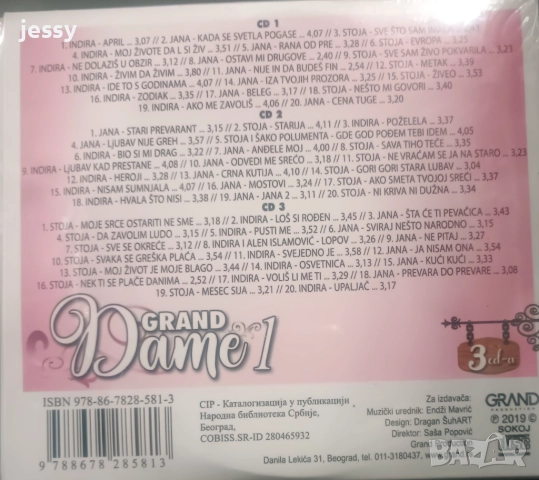 jessy
CD 1
1. INDIRA - APRIL ... 3,07 // 2. JANA - KADA SE SVETLA POGASE ... 4,07 // 3. STOJA - SVE ŠTO SAM
4. INDIRA - MOJ ŽIVOTE DA L SI ŽIV ... 3,51 // 5. JANA - RANA OD PRE ... 3,28 // 6. STOJA - EVROPA ... 3,25
7. INDIRA - NE DOLAZIŠ U OBZIR ... 3,12 // 8. JANA - OSTAVI MI DRUGOVE ... 2,40 // 9. STOJA - SVE SAM ŽIVO POKVARILA ... 3,21
10. INDIRA - ŽIVIM DA ŽIVIM ... 3,80 // 11. JANA - NIJE IN DA BUDEŠ FIN ... 2,54 // 12. STOJA - METAK ... 4,39
13. INDIRA - IDE TO S GODINAMA ... 4,07 // 14. JANA - IZA TVOJIH PROZORA ... 3,25 // 15. STOJA - ŽIVEO ... 3,53
16. INDIRA - ZODIAK ... 3,35 // 17. JANA - BELEG ... 3,17 // 18. STOJA - NEŠTO MI GOVORI ... 3,40
19. INDIRA - AKO ME ZAVOLIŠ ... 4,06 // 20. JANA - CENA TUGE ... 3,20
CD 2
1. JANA - STARI PREVARANT ... 3,15 // 2. STOJA - STARIJA ... 4,11 // 3. INDIRA - POŽELELA ... 3,37
4. JANA - LJUBAV NIJE GREH ... 3,57 // 5. STOJA I ŠAKO POLUMENTA - GDE GOD PODEM TEBI IDEM ... 4,05
6. INDIRA - BIO SI MI DRAG ... 3,22 // 7. JANA - ANĐELE MOJ ... 4,00 // 8. STOJA - SAVA TIHO TEČE ... 3,35
9. INDIRA - LJUBAV KAD PRESTANE ... 4,08 // 10. JANA - ODVEDI ME SREĆO ... 3,18 // 11. STOJA - NE VRAĆAM SE JA NA STARO ... 3,23
12. INDIRA - HEROJI ... 3,08 // 13. JANA - CRNA KUTIJA ... 4,10 // 14. STOJA - GORI GORI STARA LUBAV ... 3,04
15. INDIRA - NISAM SUMNJALA ... 4,07 // 16. JANA - MOSTOVI ... 3,24 // 17. STOJA - AKO SMETA TVOJOJ SREĆI ... 3,37
18. INDIRA - HVALA ŠTO NISI ... 3,38 // 19. JANA - JANA 2 ... 3,11 // 20. STOJA - NI KRIVA NI DUŽNA ... 3,34
CD 3
1. STOJA - MOJE SRCE OSTARITI NE SME ... 3,18 // 2. INDIRA - LOŠ SI ROĐEN ... 3,45 // 3. JANA - ŠTA ĆE TI PEVAČICA ... 3,43
4. STOJA - DA ZAVOLIM LUDO ... 3,15 // 5. INDIRA - PUSTI ME ... 3,52 // 6. JANA - SVIRAJ NEŠTO NARODNO ... 3,15
7. STOJA - SVE SE OKREĆE ... 3,12 // 8. INDIRA I ALEN ISLAMOVIĆ - LOPOV ... 3,26 // 9. JANA - NE PITAJ ... 3,27
10. STOJA - SVAKA SE GREŠKA PLAĆA ... 3,54 // 11. INDIRA - SVEJEDNO JE ... 3,58 // 12. JANA - JA NISAM ONA ... 3,54
13. STOJA - MOJ ŽIVOT JE MOJE BLAGO ... 3,44 // 14. INDIRA - OSVETNICA ... 3,13 // 15. JANA - KUĆI KUĆI ... 3,33
16. STOJA - NEK TI SE PLAČE DANIMA ... 2,52 // 17. INDIRA - VOLIŠ LI ME TI ... 3,29 // 18. JANA - PREVARA DO PREVARE ... 3,08
19. STOJA - MESEC SIJA ... 3,21 // 20. INDIRA - UPALJAČ ... 3,17
GRAND
Dame 1
3 cd-a
ISBN 978-86-7828-581-3
9 788678 285813
CIP - Каталогизација у публикацији
Народна библиотека Србије,
Београд,
COBISS.SR-ID 280465932
Za izdavača:
Muzički urednik: Endži Mavrić
Design: Dragan ŠuhART
Direktor: Saša Popović
Grand Production
Danila Lekića 31, Beograd, tel. 011-3180437,
GRAND
PRODUCTION
℗ 2019 ©
SOKOJ